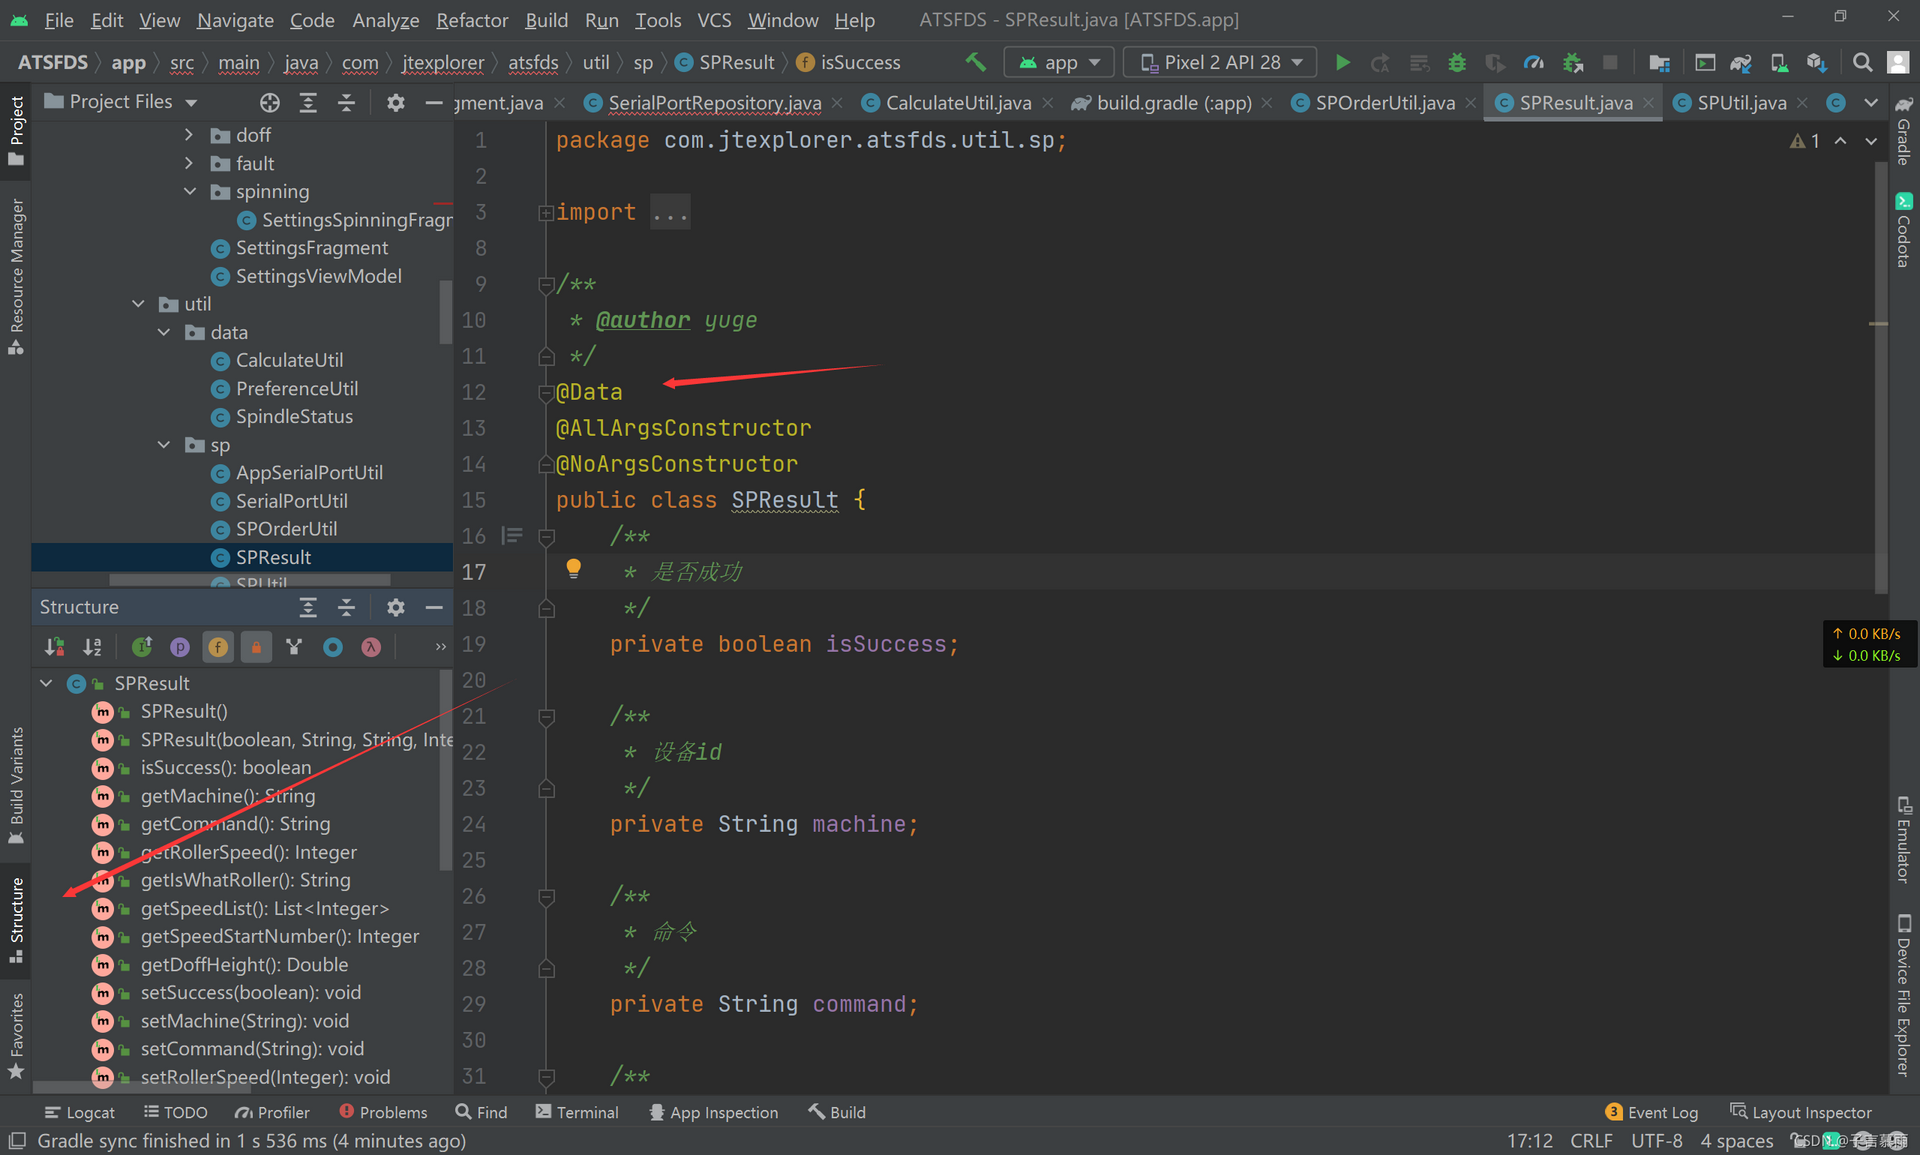 File Edit View Navigate Code Analyze Refactor Build Run Tools VCS Window Help ATSFDS - SPResult.java [ATSFDS.app]
ATSFDS app src main java com jtexplorer atsfds util sp SPResult isSuccess app Pixel 2 API 28
Project Files
gment.java SerialPortRepository.java CalculateUtil.java build.gradle (:app) SPOrderUtil.java SPResult.java SPUtil.java
Project
Resource Manager
Build Variants
Structure
Favorites
doff
fault
spinning
SettingsSpinningFragr
SettingsFragment
SettingsViewModel
util
data
CalculateUtil
PreferenceUtil
SpindleStatus
sp
AppSerialPortUtil
SerialPortUtil
SPOrderUtil
SPResult
SPUtil
Structure
SPResult
SPResult()
SPResult(boolean, String, String, Inte
isSuccess(): boolean
getMachine(): String
getCommand(): String
getRollerSpeed(): Integer
getIsWhatRoller(): String
getSpeedList(): List<Integer>
getSpeedStartNumber(): Integer
getDoffHeight(): Double
setSuccess(boolean): void
setMachine(String): void
setCommand(String): void
setRollerSpeed(Integer): void
1 package com.jtexplorer.atsfds.util.sp;
2
3 import ...
8
9 /**
10 * @author yuge
11 */
12 @Data
13 @AllArgsConstructor
14 @NoArgsConstructor
15 public class SPResult {
16 /**
17 * 是否成功
18 */
19 private boolean isSuccess;
20
21 /**
22 * 设备id
23 */
24 private String machine;
25
26 /**
27 * 命令
28 */
29 private String command;
30
31 /**
1
↑ 0.0 KB/s
↓ 0.0 KB/s
Gradle
Codota
Emulator
Device File Explorer
Logcat TODO Profiler Problems Find Terminal App Inspection Build 3 Event Log Layout Inspector
Gradle sync finished in 1 s 536 ms (4 minutes ago) 17:12 CRLF UTF-8 4 spaces